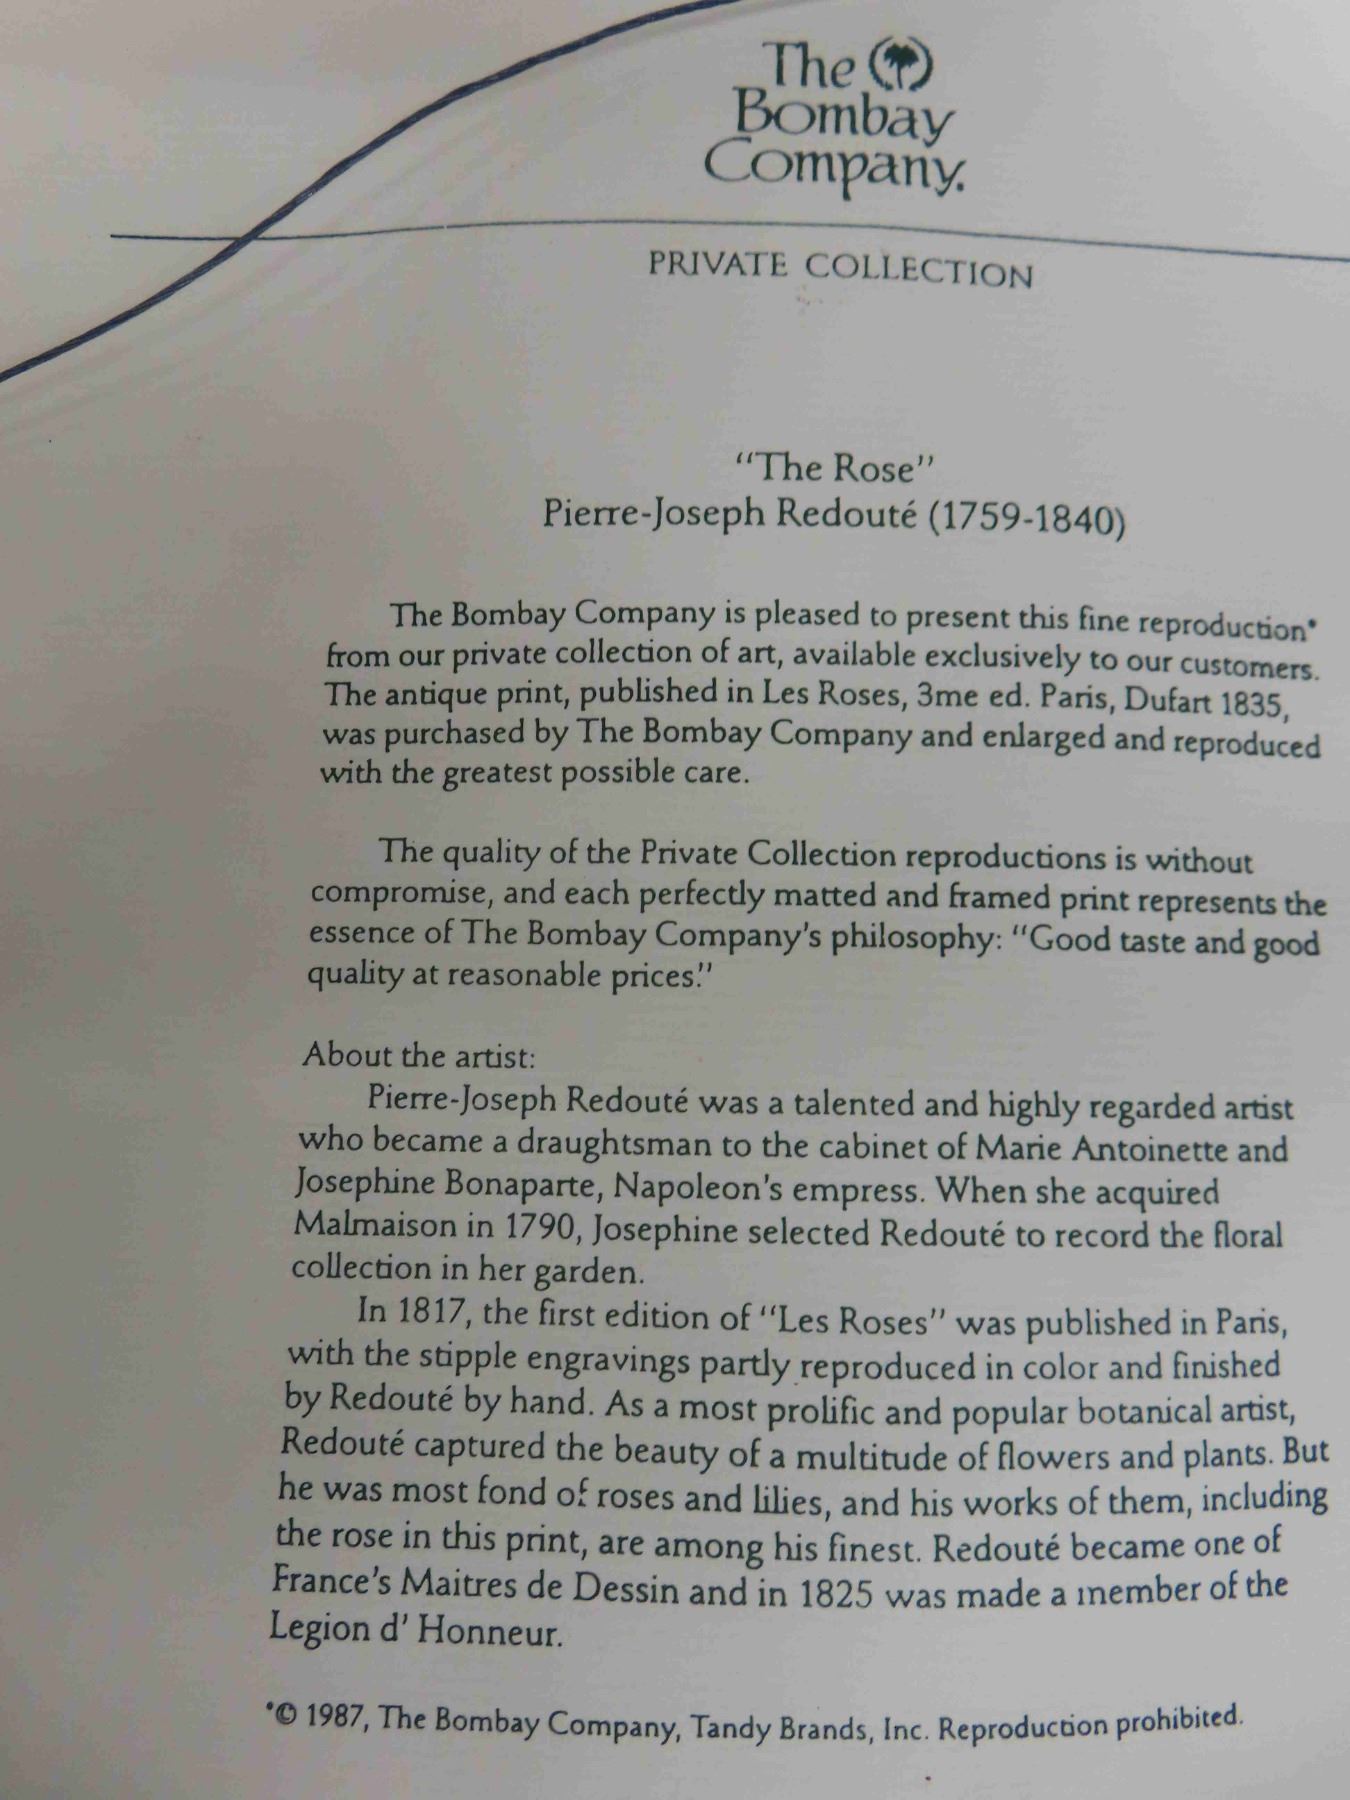 The
Bombay
Company.
PRIVATE COLLECTION
“The Rose”
Pierre-Joseph Redouté (1759-1840)
The Bombay Company is pleased to present this fine reproduction*
from our private collection of art, available exclusively to our customers.
The antique print, published in Les Roses, 3me ed. Paris, Dufart 1835,
was purchased by The Bombay Company and enlarged and reproduced
with the greatest possible care.
The quality of the Private Collection reproductions is without
compromise, and each perfectly matted and framed print represents the
essence of The Bombay Company's philosophy: “Good taste and good
quality at reasonable prices.”
About the artist:
Pierre-Joseph Redouté was a talented and highly regarded artist
who became a draughtsman to the cabinet of Marie Antoinette and
Josephine Bonaparte, Napoleon's empress. When she acquired
Malmaison in 1790, Josephine selected Redouté to record the floral
collection in her garden.
In 1817, the first edition of “Les Roses” was published in Paris,
with the stipple engravings partly reproduced in color and finished
by Redouté by hand. As a most prolific and popular botanical artist,
Redouté captured the beauty of a multitude of flowers and plants. But
he was most fond of roses and lilies, and his works of them, including
the rose in this print, are among his finest. Redouté became one of
France's Maitres de Dessin and in 1825 was made a member of the
Legion d' Honneur.
*© 1987, The Bombay Company, Tandy Brands, Inc. Reproduction prohibited.